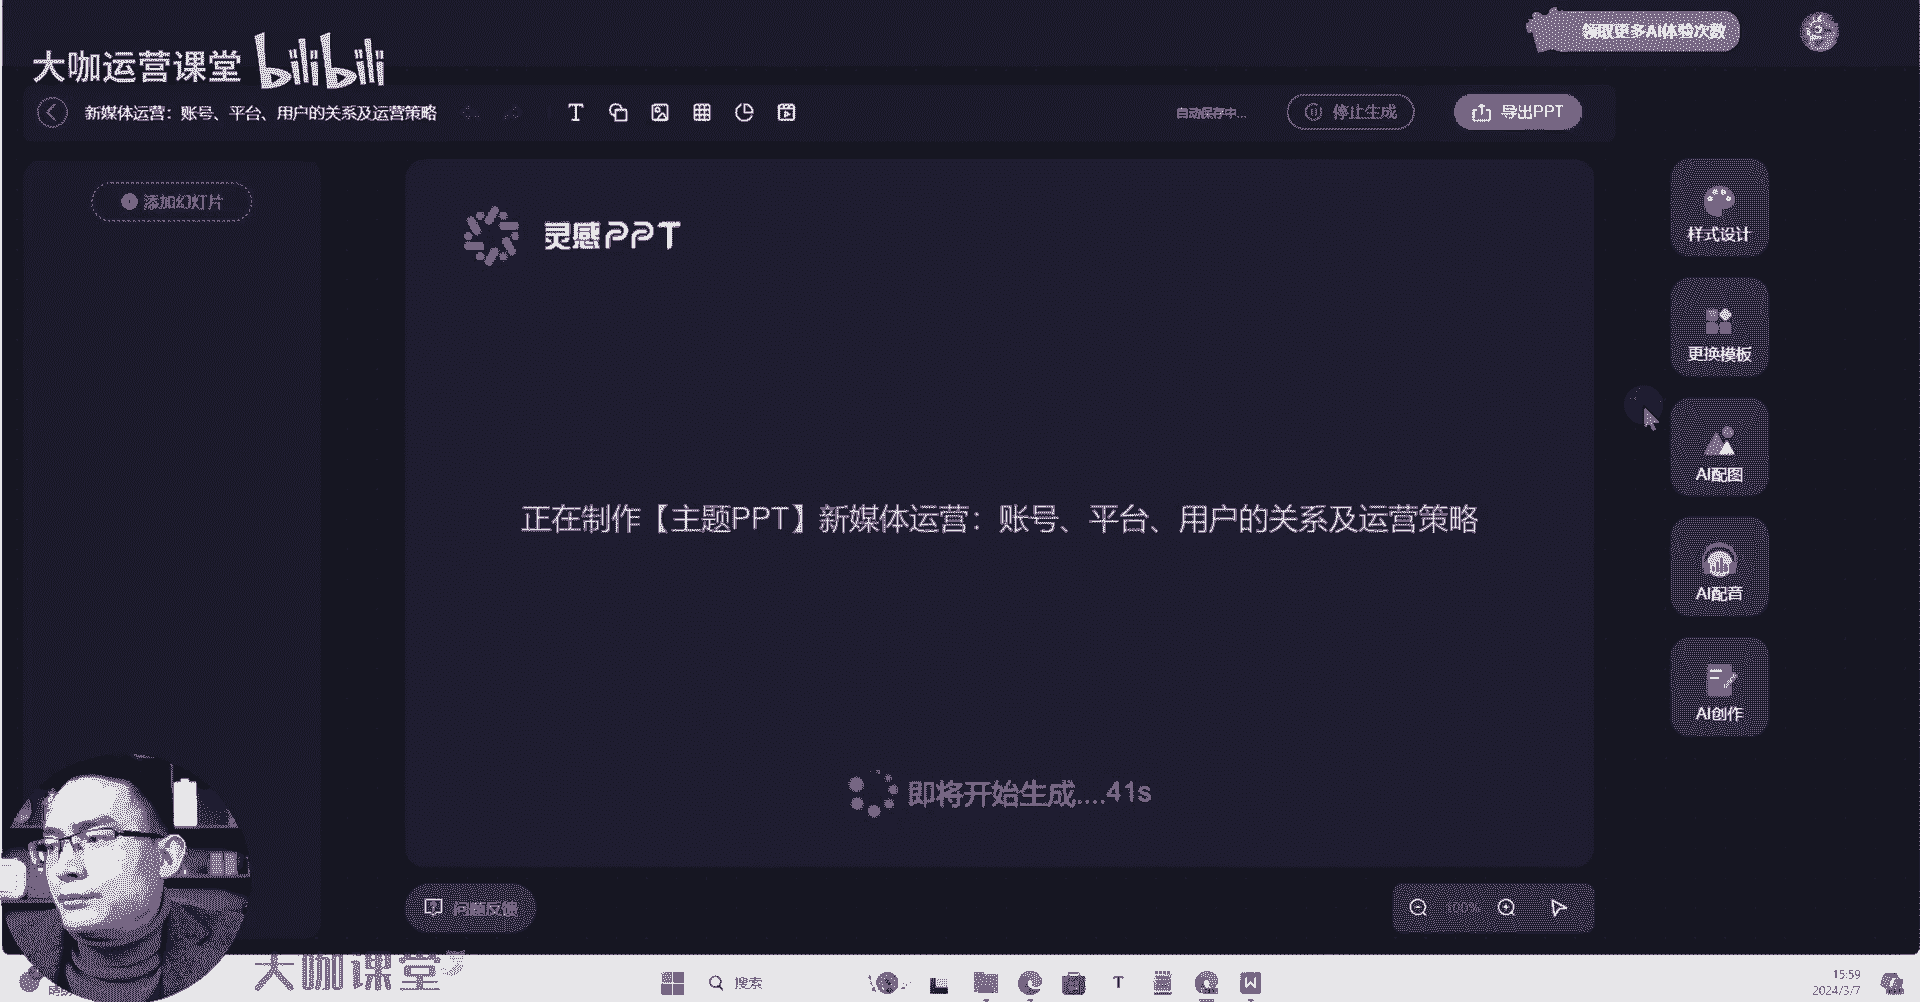 领取更多AI体验次数
大咖运营课堂 bilibili
新媒体运营：账号、平台、用户的关系及运营策略
自动保存中...
停止生成
导出PPT
添加幻灯片
灵感PPT
样式设计
更换模板
AI配图
AI配音
AI创作
正在制作【主题PPT】新媒体运营：账号、平台、用户的关系及运营策略
即将开始生成....41s
问题反馈
100%
大咖课堂
搜索
15:59
2024/3/7